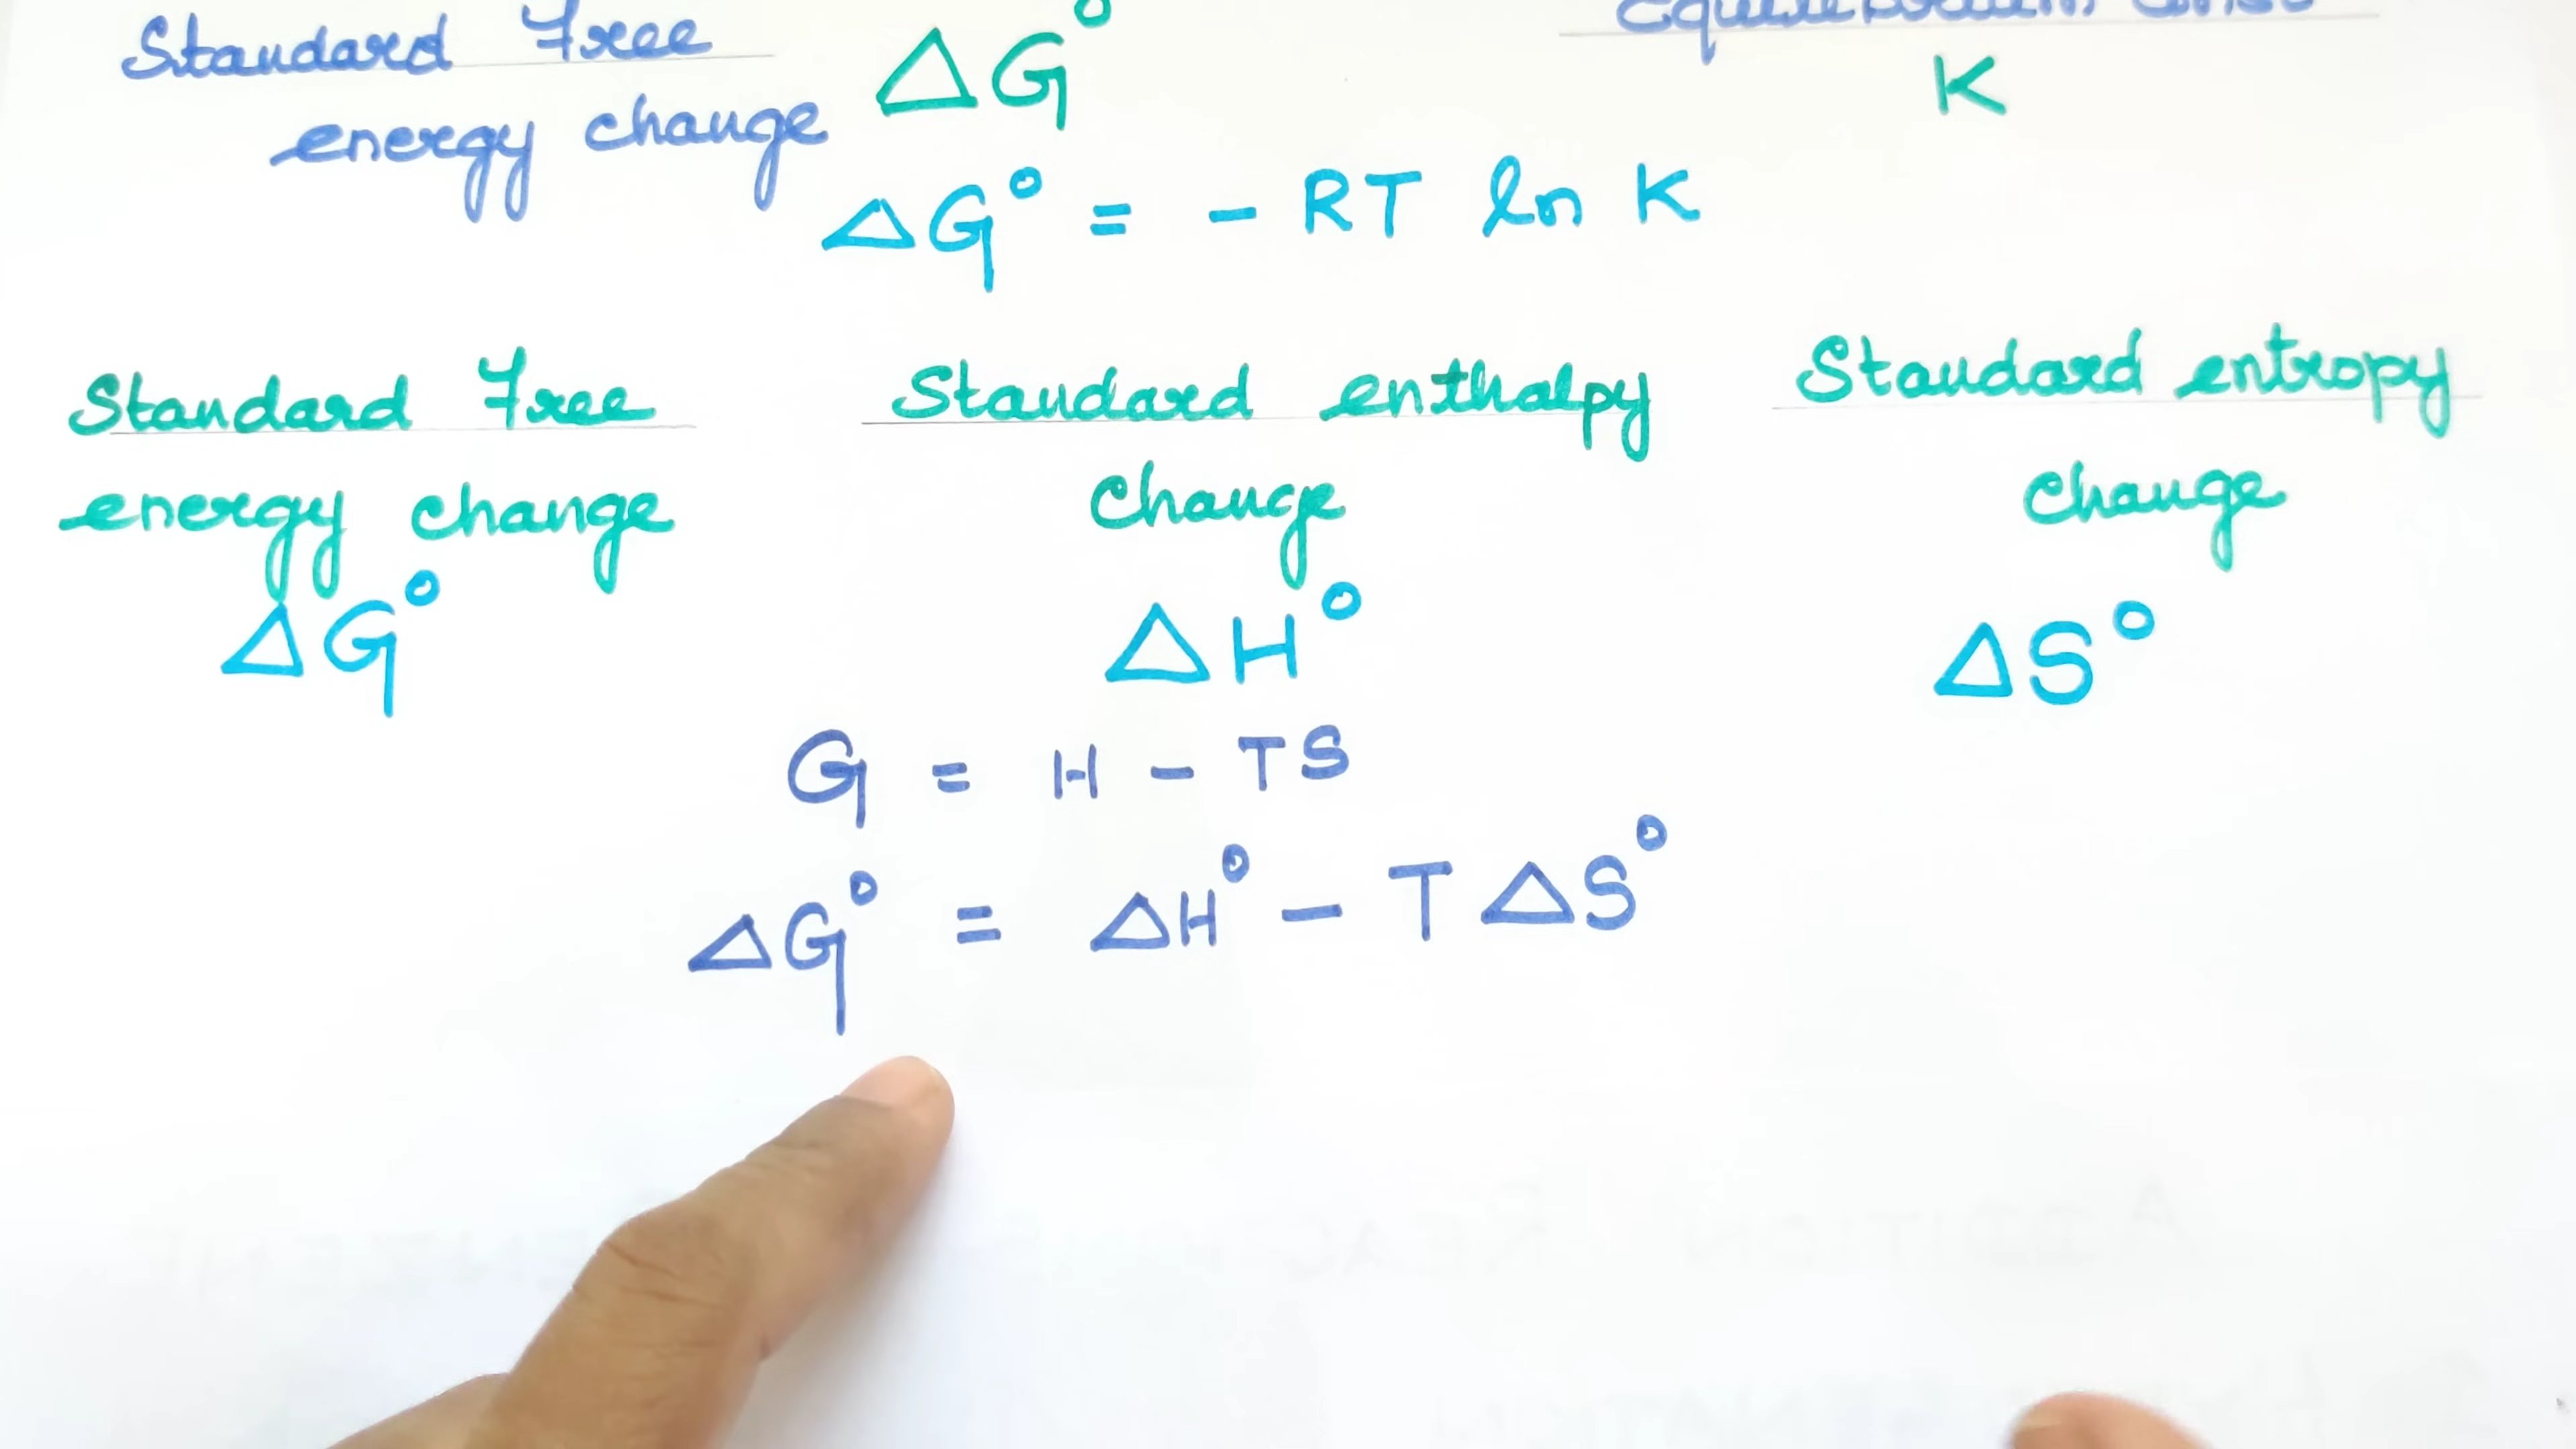 Standard Free
energy change ΔG°
K
ΔG° = - RT ln K
Standard Free Standard enthalpy Standard entropy
energy change change change
ΔG° ΔH° ΔS°
G = H - TS
ΔG° = ΔH° - TΔS°